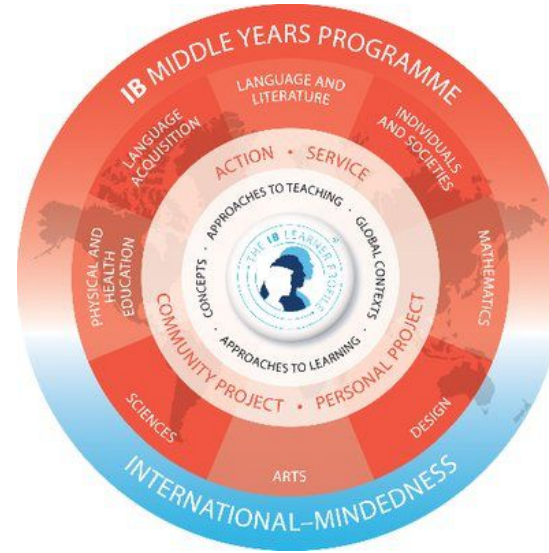 IB MIDDLE YEARS PROGRAMME
LANGUAGE AND
LITERATURE
INDIVIDUALS
AND SOCIETIES
MATHEMATICS
DESIGN
ARTS
SCIENCES
PHYSICAL AND
HEALTH
EDUCATION
LANGUAGE
ACQUISITION
ACTION • SERVICE
PERSONAL PROJECT
•
COMMUNITY PROJECT
APPROACHES TO TEACHING •
GLOBAL CONTEXTS •
APPROACHES TO LEARNING •
CONCEPTS •
THE IB LEARNER PROFILE
INTERNATIONAL–MINDEDNESS